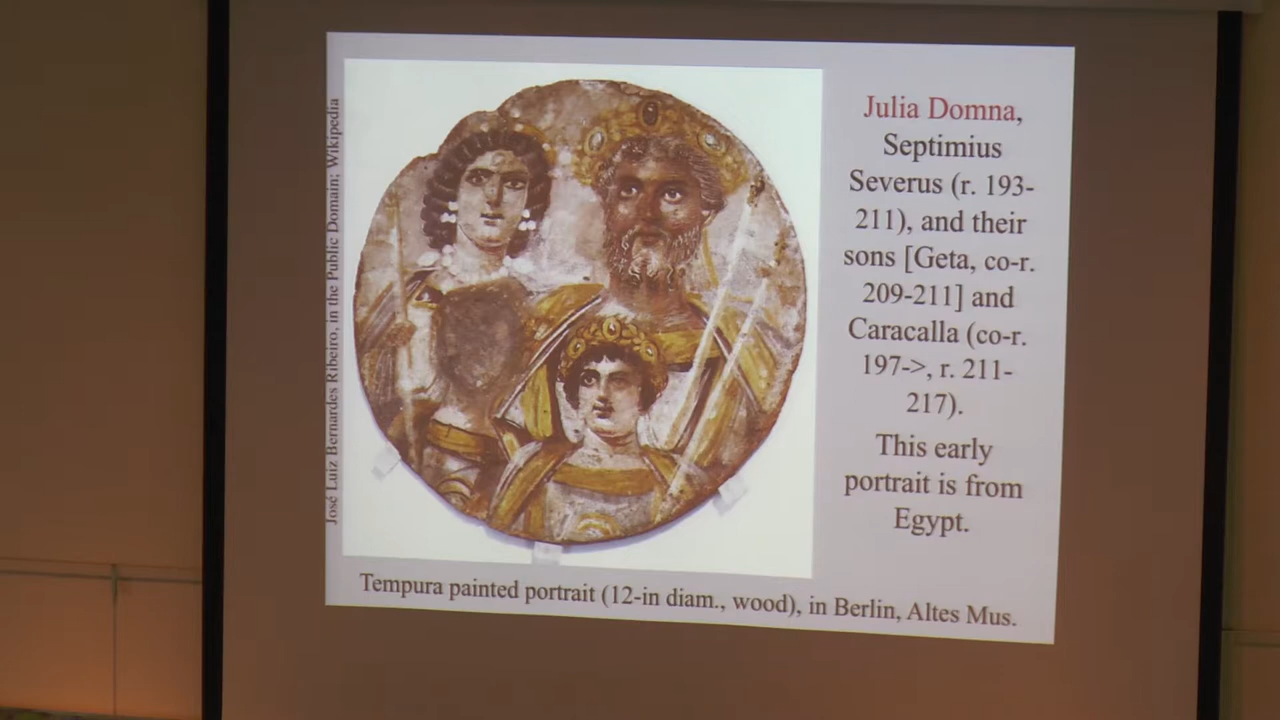 José Luiz Bernardes Ribeiro, in the Public Domain; Wikipedia
Julia Domna,
Septimius
Severus (r. 193-
211), and their
sons [Geta, co-r.
209-211] and
Caracalla (co-r.
197->, r. 211-
217).
This early
portrait is from
Egypt.
Tempura painted portrait (12-in diam., wood), in Berlin, Altes Mus.